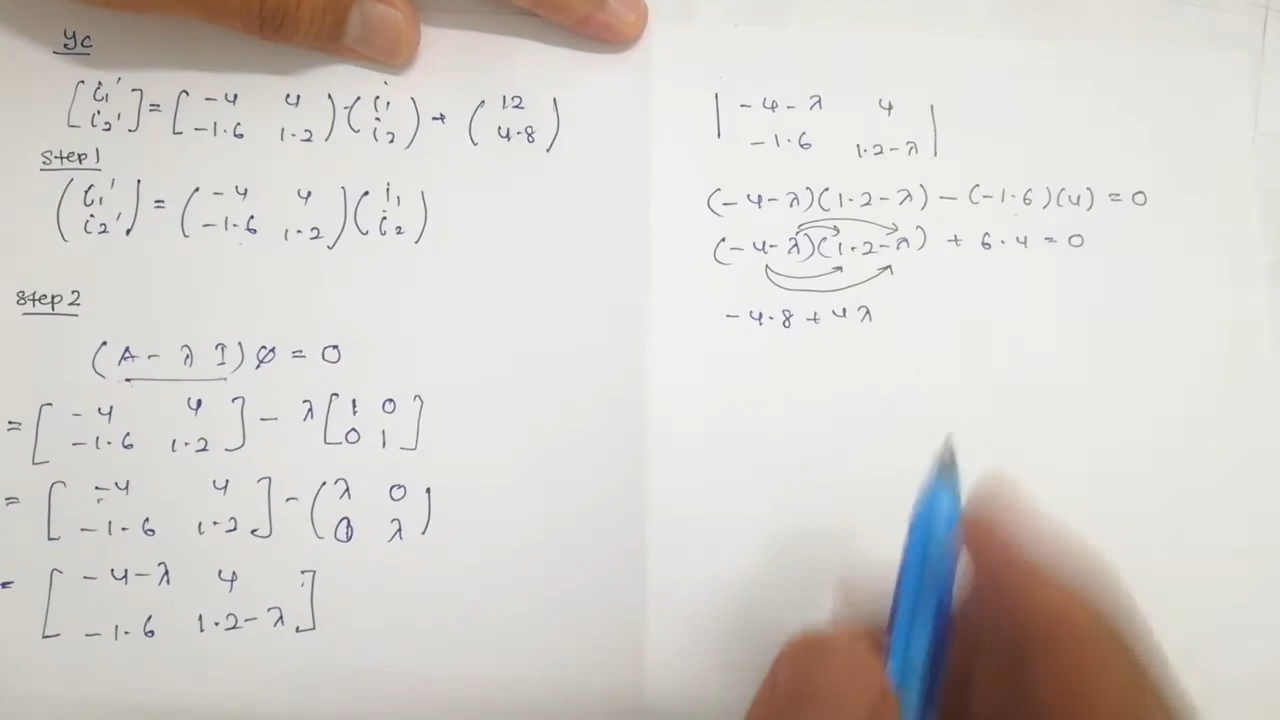 yc
[i₁' i₂'] = [-4 4 -1.6 1.2) (i₁ i₂) + (12 4.8)
Step 1
(i₁' i₂') = (-4 4 -1.6 1.2) (i₁ i₂)
Step 2
(A - λ I) ø = 0
= [-4 4 -1.6 1.2] - λ [1 0 0 1]
= [-4 4 -1.6 1.2] - (λ 0 0 λ)
= [-4-λ 4 -1.6 1.2-λ]
| -4-λ 4 -1.6 1.2-λ |
(-4-λ)(1.2-λ) - (-1.6)(4) = 0
(-4-λ)(1.2-λ) + 6.4 = 0
-4.8 + 4λ